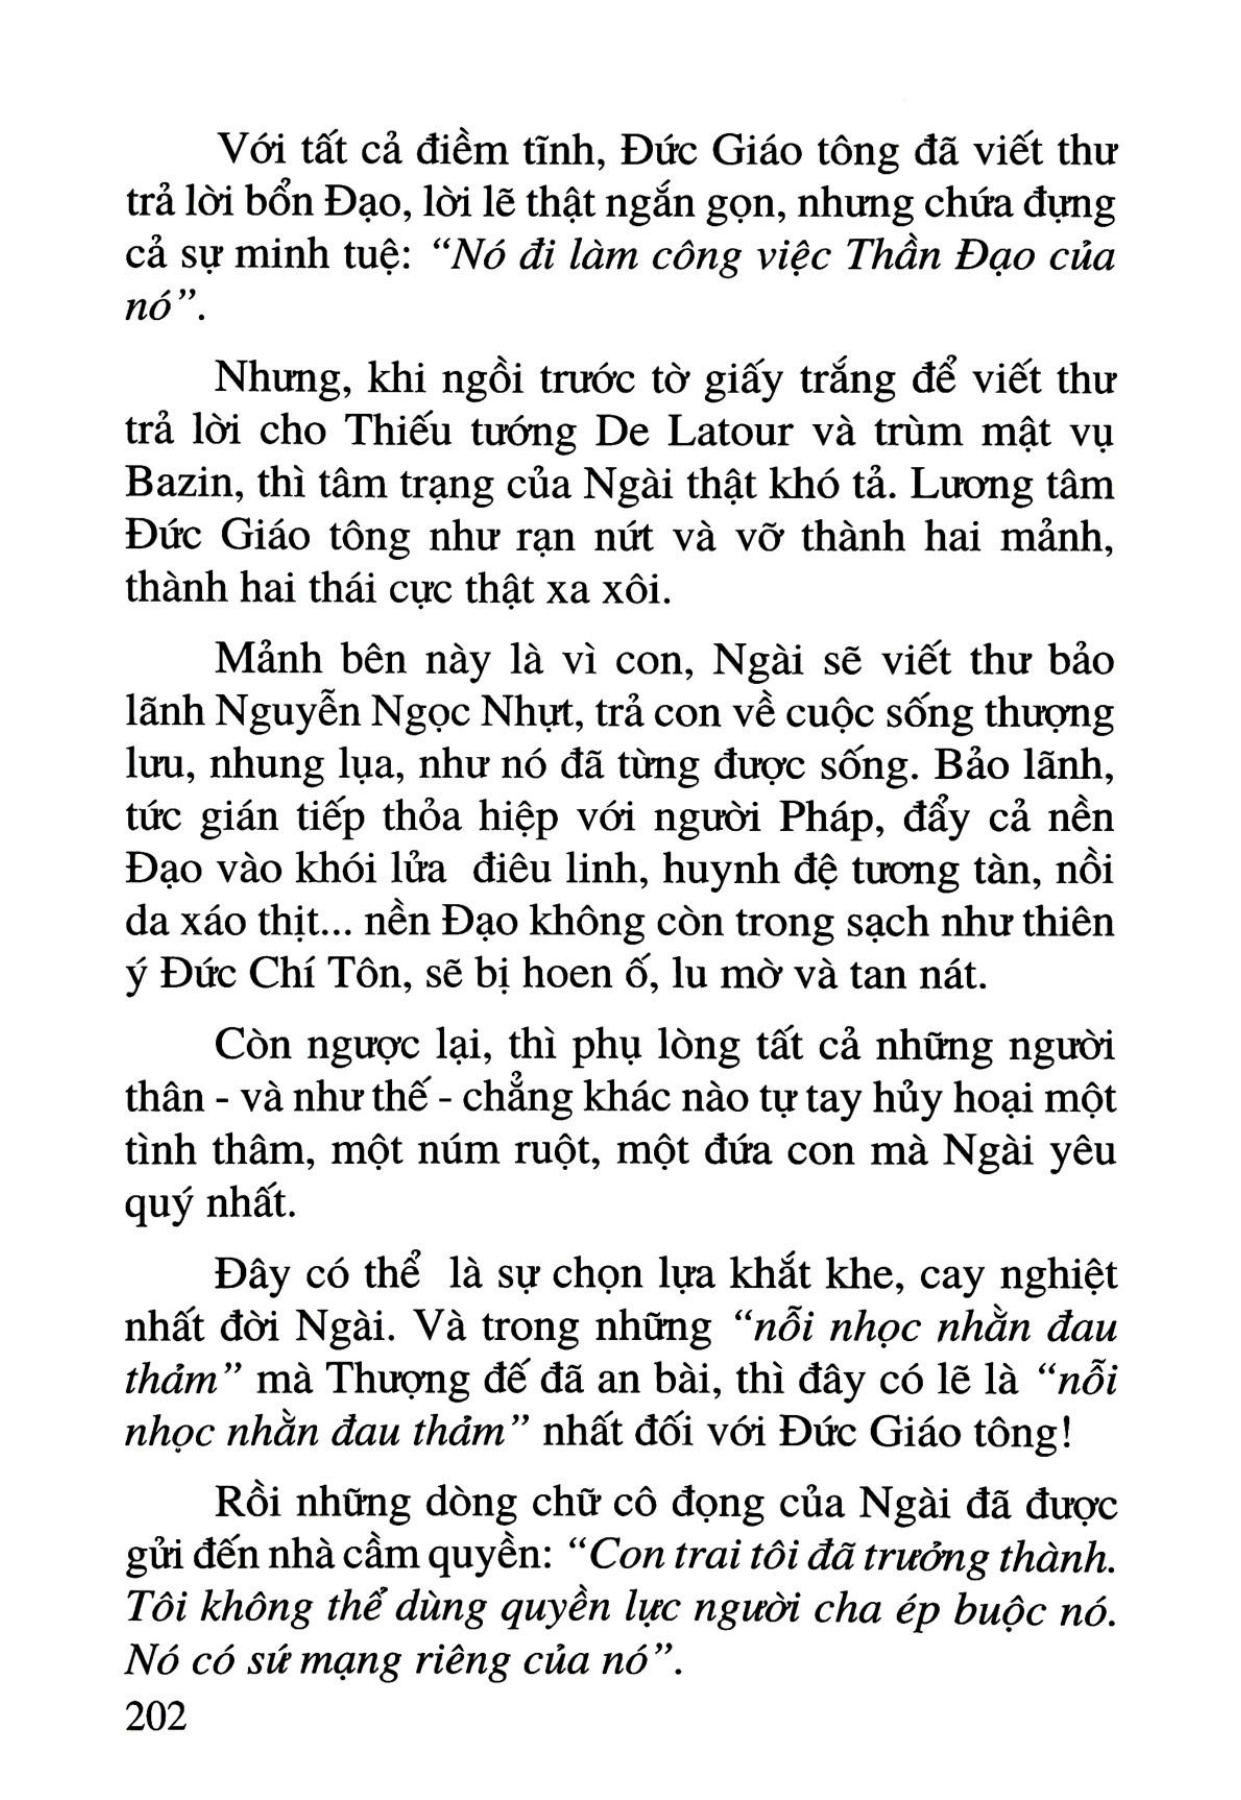 Với tất cả điềm tĩnh, Đức Giáo tông đã viết thư
trả lời bổn Đạo, lời lẽ thật ngắn gọn, nhưng chứa đựng
cả sự minh tuệ: “Nó đi làm công việc Thần Đạo của
nó”.
Nhưng, khi ngồi trước tờ giấy trắng để viết thư
trả lời cho Thiếu tướng De Latour và trùm mật vụ
Bazin, thì tâm trạng của Ngài thật khó tả. Lương tâm
Đức Giáo tông như rạn nứt và vỡ thành hai mảnh,
thành hai thái cực thật xa xôi.
Mảnh bên này là vì con, Ngài sẽ viết thư bảo
lãnh Nguyễn Ngọc Nhựt, trả con về cuộc sống thượng
lưu, nhung lụa, như nó đã từng được sống. Bảo lãnh,
tức gián tiếp thỏa hiệp với người Pháp, đẩy cả nền
Đạo vào khói lửa điêu linh, huynh đệ tương tàn, nồi
da xáo thịt... nền Đạo không còn trong sạch như thiên
ý Đức Chí Tôn, sẽ bị hoen ố, lu mờ và tan nát.
Còn ngược lại, thì phụ lòng tất cả những người
thân - và như thế - chẳng khác nào tự tay hủy hoại một
tình thâm, một núm ruột, một đứa con mà Ngài yêu
quý nhất.
Đây có thể là sự chọn lựa khắt khe, cay nghiệt
nhất đời Ngài. Và trong những “nỗi nhọc nhằn đau
thảm” mà Thượng đế đã an bài, thì đây có lẽ là “nỗi
nhọc nhằn đau thảm” nhất đối với Đức Giáo tông!
Rồi những dòng chữ cô đọng của Ngài đã được
gửi đến nhà cầm quyền: “Con trai tôi đã trưởng thành.
Tôi không thể dùng quyền lực người cha ép buộc nó.
Nó có sứ mạng riêng của nó”.
202